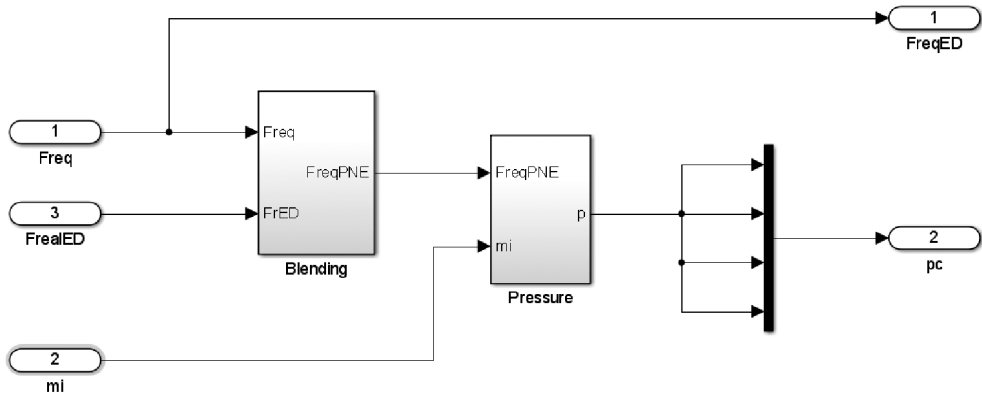 1
FreqED
1
Freq
Freq
FreqPNE
FrED
Blending
3
FrealED
FreqPNE
p
mi
Pressure
2
pc
2
mi